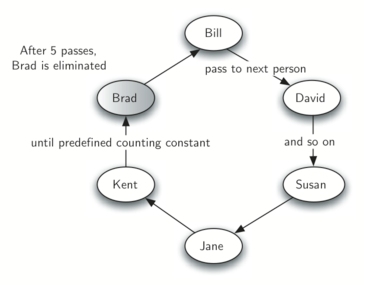 Bill
After 5 passes,
Brad is eliminated
pass to next person
Brad
David
until predefined counting constant
and so on
Kent
Susan
Jane